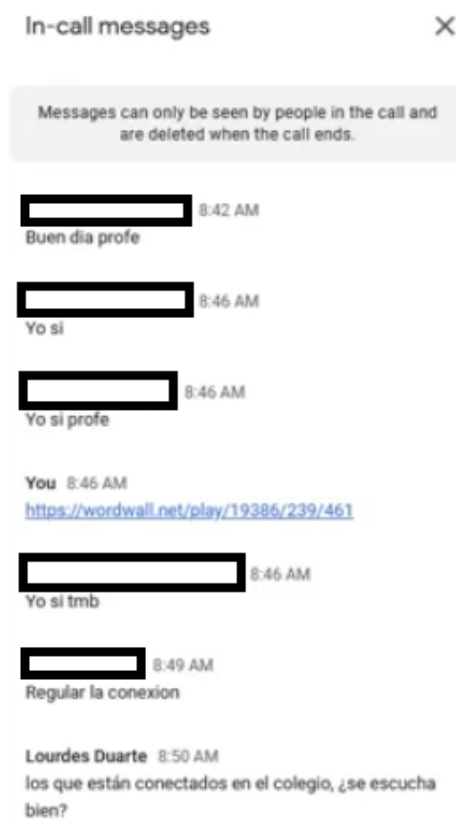 In-call messages
Messages can only be seen by people in the call and
are deleted when the call ends.
8:42 AM
Buen dia profe
8:46 AM
Yo si
8:46 AM
Yo si profe
You 8:46 AM
https://wordwall.net/play/19386/239/461
8:46 AM
Yo si tmb
8:49 AM
Regular la conexion
Lourdes Duarte 8:50 AM
los que están conectados en el colegio, ¿se escucha
bien?